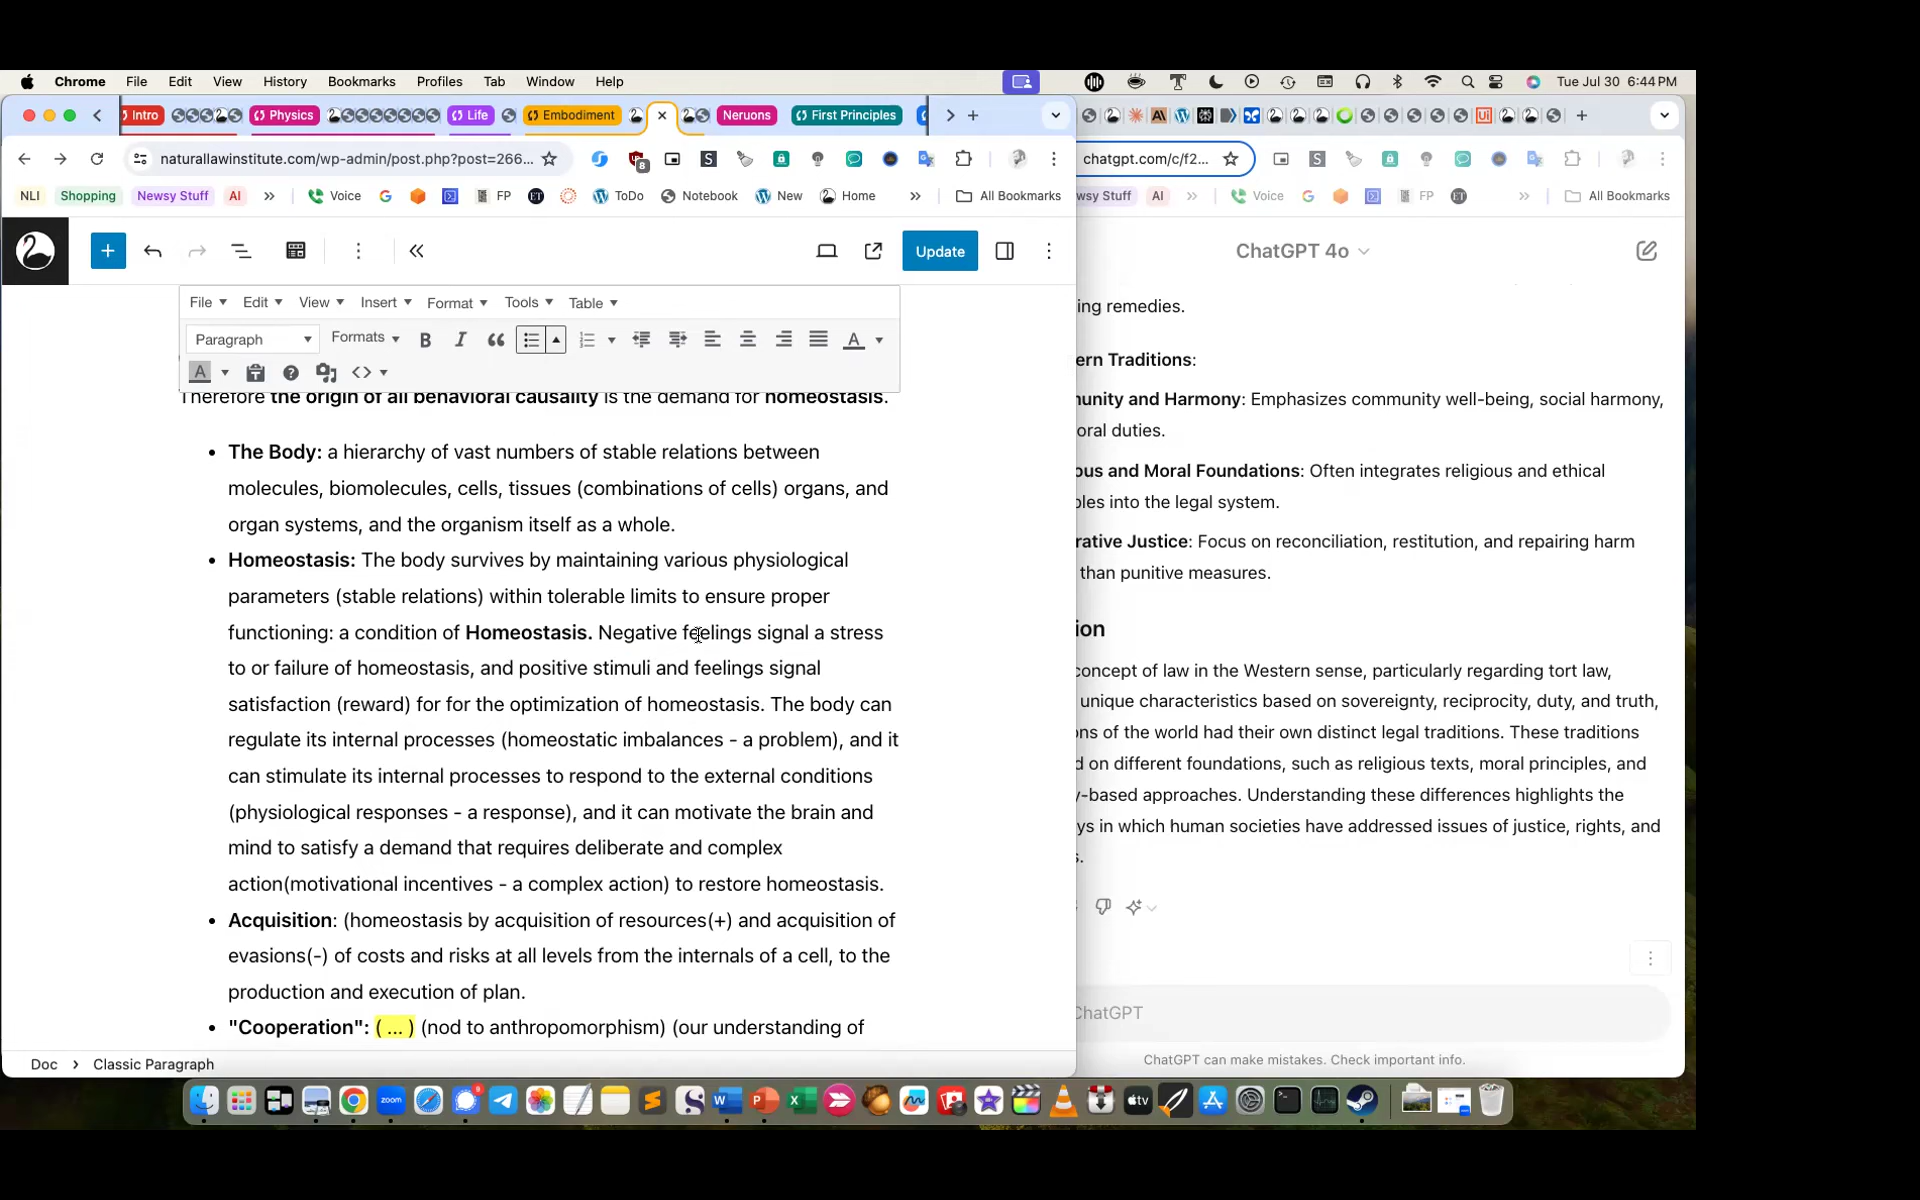 Chrome File Edit View History Bookmarks Profiles Tab Window Help Tue Jul 30 6:44 PM
Intro Physics Life Embodiment Neruons First Principles
naturallawinstitute.com/wp-admin/post.php?post=266...
8
S
chatgpt.com/c/f2...
NLI Shopping Newsy Stuff AI Voice FP ToDo Notebook New Home All Bookmarks
wsy Stuff AI Voice FP All Bookmarks
Update
ChatGPT 4o
File Edit View Insert Format Tools Table
Paragraph Formats B I
Therefore the origin of all behavioral causality is the demand for homeostasis.
• The Body: a hierarchy of vast numbers of stable relations between
molecules, biomolecules, cells, tissues (combinations of cells) organs, and
organ systems, and the organism itself as a whole.
• Homeostasis: The body survives by maintaining various physiological
parameters (stable relations) within tolerable limits to ensure proper
functioning: a condition of Homeostasis. Negative feelings signal a stress
to or failure of homeostasis, and positive stimuli and feelings signal
satisfaction (reward) for for the optimization of homeostasis. The body can
regulate its internal processes (homeostatic imbalances - a problem), and it
can stimulate its internal processes to respond to the external conditions
(physiological responses - a response), and it can motivate the brain and
mind to satisfy a demand that requires deliberate and complex
action(motivational incentives - a complex action) to restore homeostasis.
• Acquisition: (homeostasis by acquisition of resources(+) and acquisition of
evasions(-) of costs and risks at all levels from the internals of a cell, to the
production and execution of plan.
• "Cooperation": ( ... ) (nod to anthropomorphism) (our understanding of
Doc › Classic Paragraph
ing remedies.
ern Traditions:
unity and Harmony: Emphasizes community well-being, social harmony,
oral duties.
ous and Moral Foundations: Often integrates religious and ethical
les into the legal system.
rative Justice: Focus on reconciliation, restitution, and repairing harm
than punitive measures.
ion
concept of law in the Western sense, particularly regarding tort law,
unique characteristics based on sovereignty, reciprocity, duty, and truth,
ns of the world had their own distinct legal traditions. These traditions
d on different foundations, such as religious texts, moral principles, and
y-based approaches. Understanding these differences highlights the
ys in which human societies have addressed issues of justice, rights, and
s.
ChatGPT
ChatGPT can make mistakes. Check important info.
zoom
tv